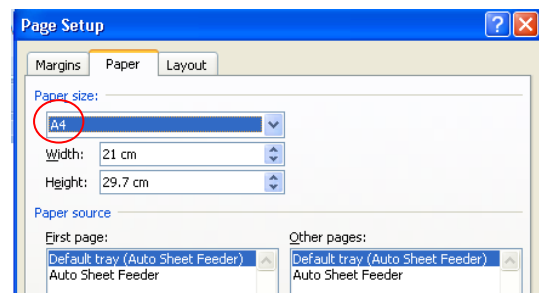 Page Setup
Margins Paper Layout
Paper size:
A4
Width: 21 cm
Height: 29.7 cm
Paper source
First page: Other pages:
Default tray (Auto Sheet Feeder) Default tray (Auto Sheet Feeder)
Auto Sheet Feeder Auto Sheet Feeder